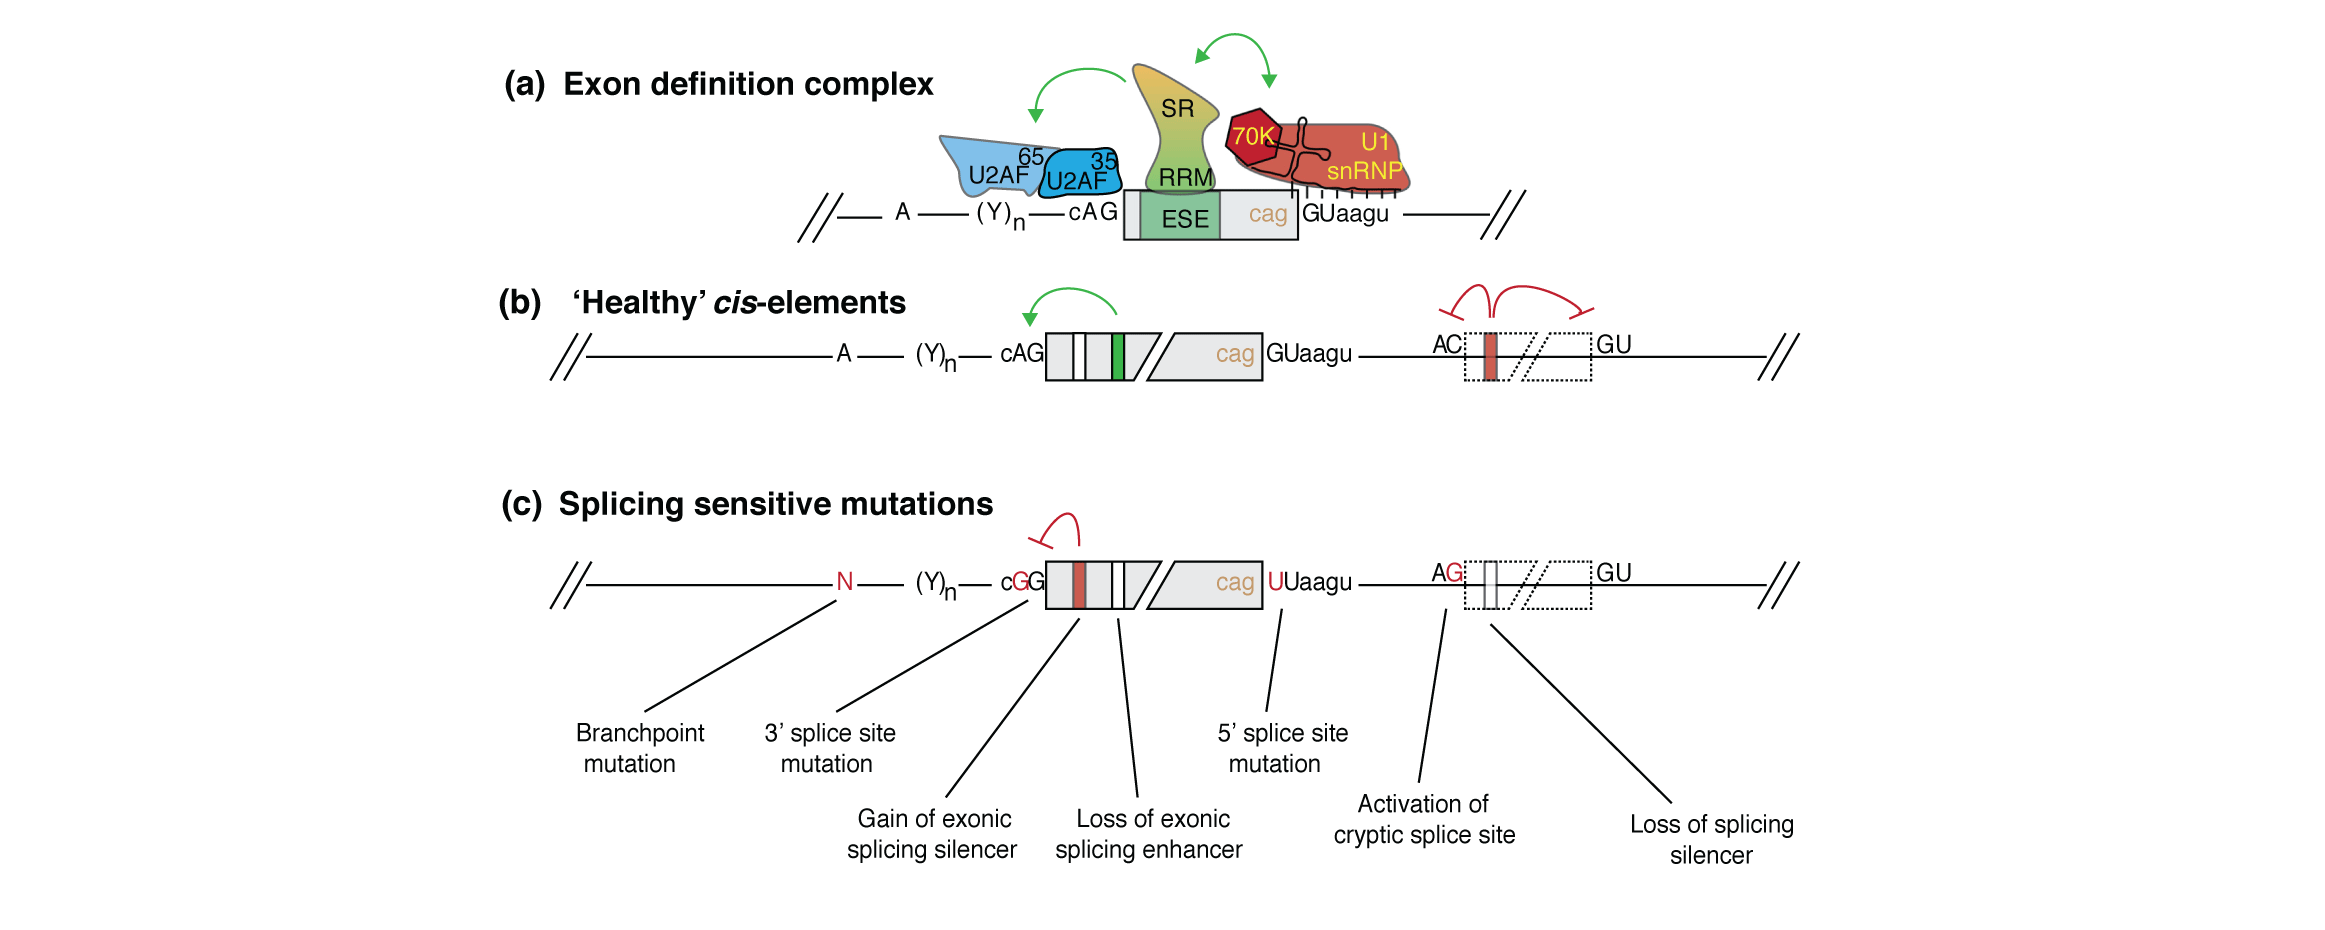 (a) Exon definition complex
SR
70K
U1
snRNP
U2AF 65
U2AF 35
RRM
A (Y)n cAG ESE cag GUaagu
(b) ‘Healthy’ cis-elements
A (Y)n cAG cag GUaagu AC GU
(c) Splicing sensitive mutations
N (Y)n cGG cag UUaagu AG GU
Branchpoint
mutation
3’ splice site
mutation
5’ splice site
mutation
Gain of exonic
splicing silencer
Loss of exonic
splicing enhancer
Activation of
cryptic splice site
Loss of splicing
silencer